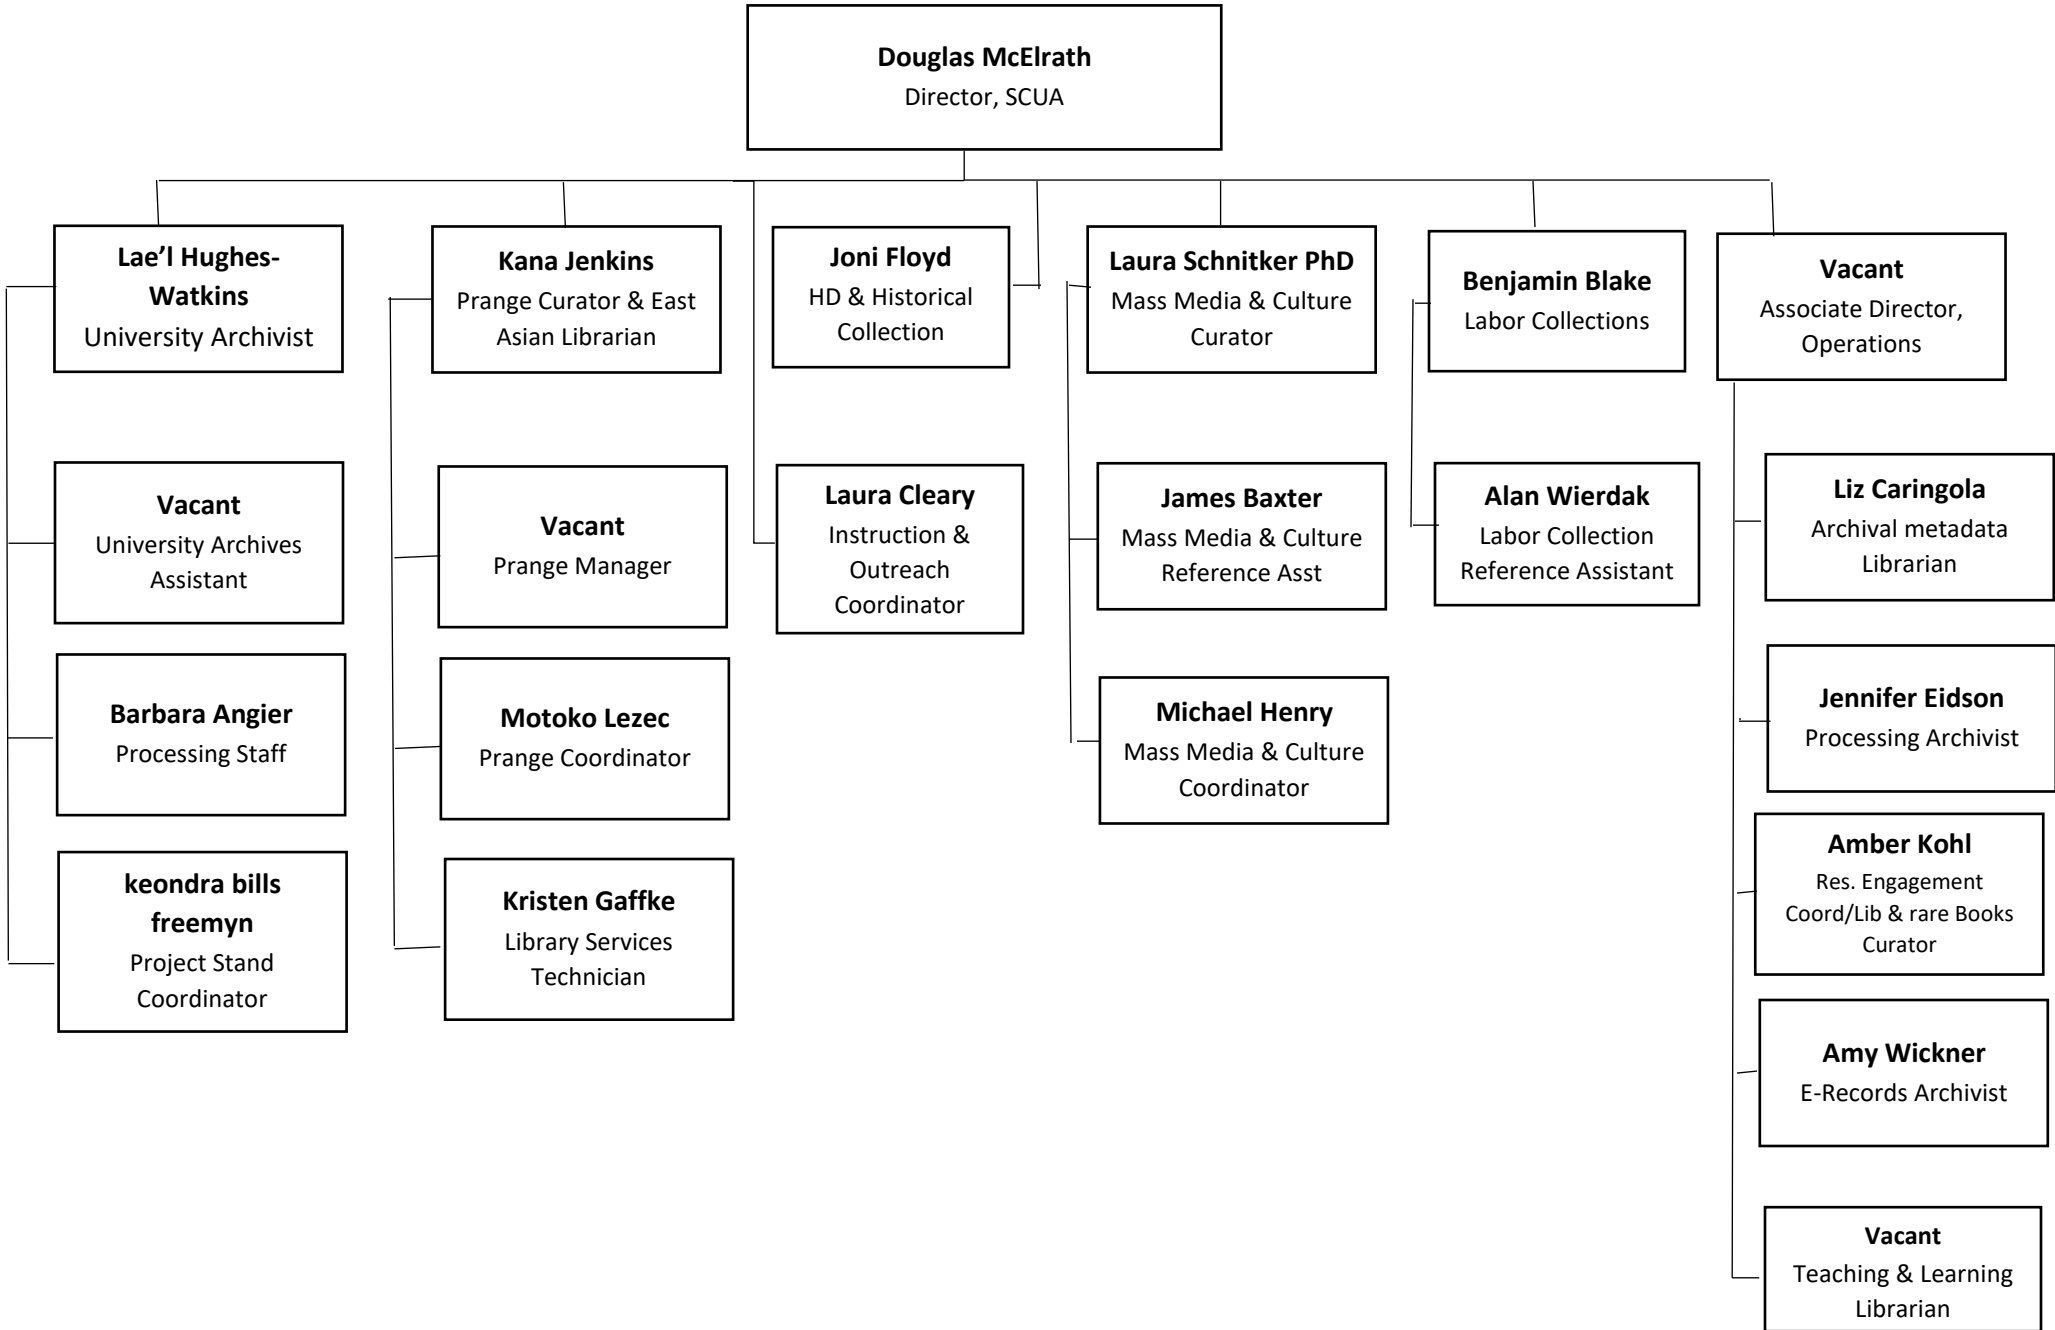 Douglas McElrath
Director, SCUA
Lae’l Hughes-
Watkins
University Archivist
Vacant
University Archives
Assistant
Barbara Angier
Processing Staff
keondra bills
freemyn
Project Stand
Coordinator
Kana Jenkins
Prange Curator & East
Asian Librarian
Vacant
Prange Manager
Motoko Lezec
Prange Coordinator
Kristen Gaffke
Library Services
Technician
Joni Floyd
HD & Historical
Collection
Laura Cleary
Instruction &
Outreach
Coordinator
Laura Schnitker PhD
Mass Media & Culture
Curator
James Baxter
Mass Media & Culture
Reference Asst
Michael Henry
Mass Media & Culture
Coordinator
Benjamin Blake
Labor Collections
Alan Wierdak
Labor Collection
Reference Assistant
Vacant
Associate Director,
Operations
Liz Caringola
Archival metadata
Librarian
Jennifer Eidson
Processing Archivist
Amber Kohl
Res. Engagement
Coord/Lib & rare Books
Curator
Amy Wickner
E-Records Archivist
Vacant
Teaching & Learning
Librarian